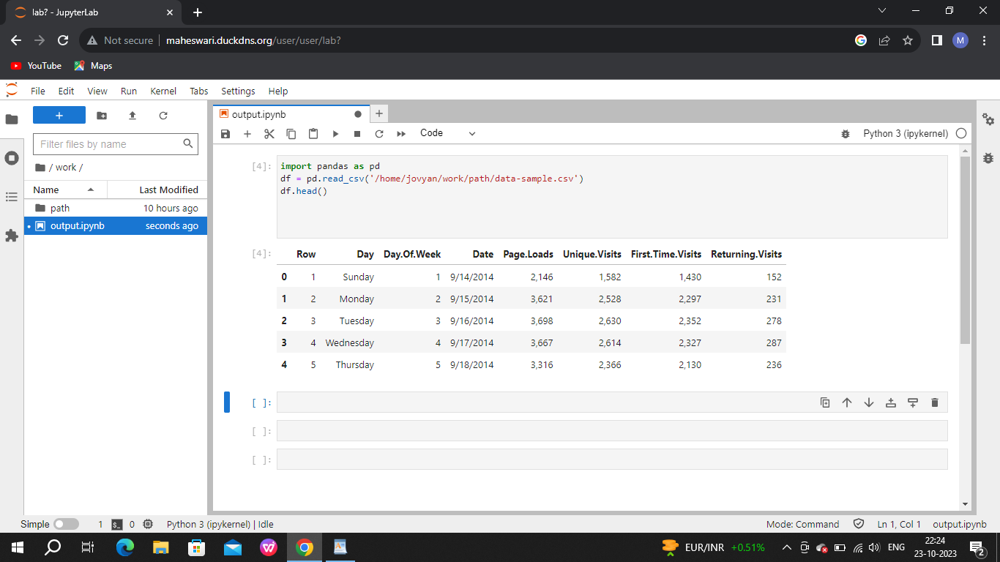 lab? - JupyterLab
Not secure maheswari.duckdns.org/user/user/lab?
M
YouTube Maps
File Edit View Run Kernel Tabs Settings Help
output.ipynb
Code
Python 3 (ipykernel)
Filter files by name
/ work /
Name Last Modified
path 10 hours ago
output.ipynb seconds ago
[4]: import pandas as pd
df = pd.read_csv('/home/jovyan/work/path/data-sample.csv')
df.head()
[4]: Row Day Day.Of.Week Date Page.Loads Unique.Visits First.Time.Visits Returning.Visits
0 1 Sunday 1 9/14/2014 2,146 1,582 1,430 152
1 2 Monday 2 9/15/2014 3,621 2,528 2,297 231
2 3 Tuesday 3 9/16/2014 3,698 2,630 2,352 278
3 4 Wednesday 4 9/17/2014 3,667 2,614 2,327 287
4 5 Thursday 5 9/18/2014 3,316 2,366 2,130 236
[ ]:
[ ]:
[ ]:
Simple 1 $_ 0 Python 3 (ipykernel) | Idle Mode: Command Ln 1, Col 1 output.ipynb
EUR/INR +0.51% ENG 22:24
23-10-2023 2